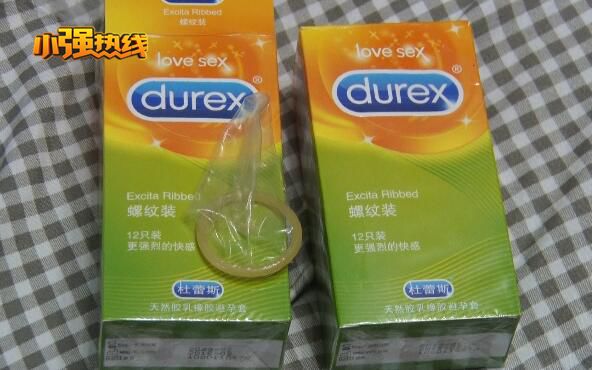 小强热线
Excita Ribbed
螺纹装
love sex
durex®
Excita Ribbed
螺纹装
12只装
更强烈的快感
杜蕾斯
天然胶乳橡胶避孕套
love sex
durex®
Excita Ribbed
螺纹装
12只装
更强烈的快感
杜蕾斯
天然胶乳橡胶避孕套